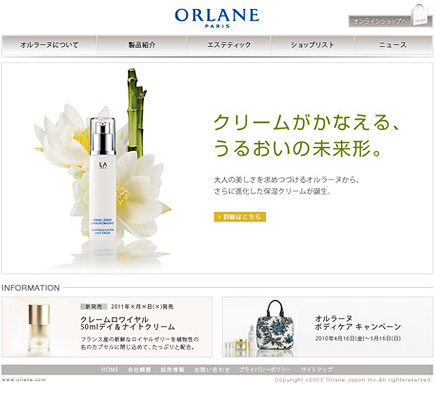 ORLANE
PARIS
オンラインショップへ
オルラーヌについて
製品紹介
エステティック
ショップリスト
ニュース
クリームがかなえる、
うるおいの未来形。
大人の美しさを求めつづけるオルラーヌから、
さらに進化した保湿クリームが誕生。
詳細はこちら
LA
INFORMATION
新発売 2011年×月×日(×)発売
クレームロワイヤル
50mlデイ＆ナイトクリーム
フランス産の新鮮なロイヤルゼリーを植物性の
名のカプセルに閉じ込めて、たっぷりと配合。
オルラーヌ
ボディケア キャンペーン
2010年4月16日(金)～5月16日(日)
HOME 会社概要 採用情報 お問い合わせ プライバシーポリシー サイトマップ
www.orlane.com
Copyright c2011 Orlane Japon Inc.All rightsreserved.